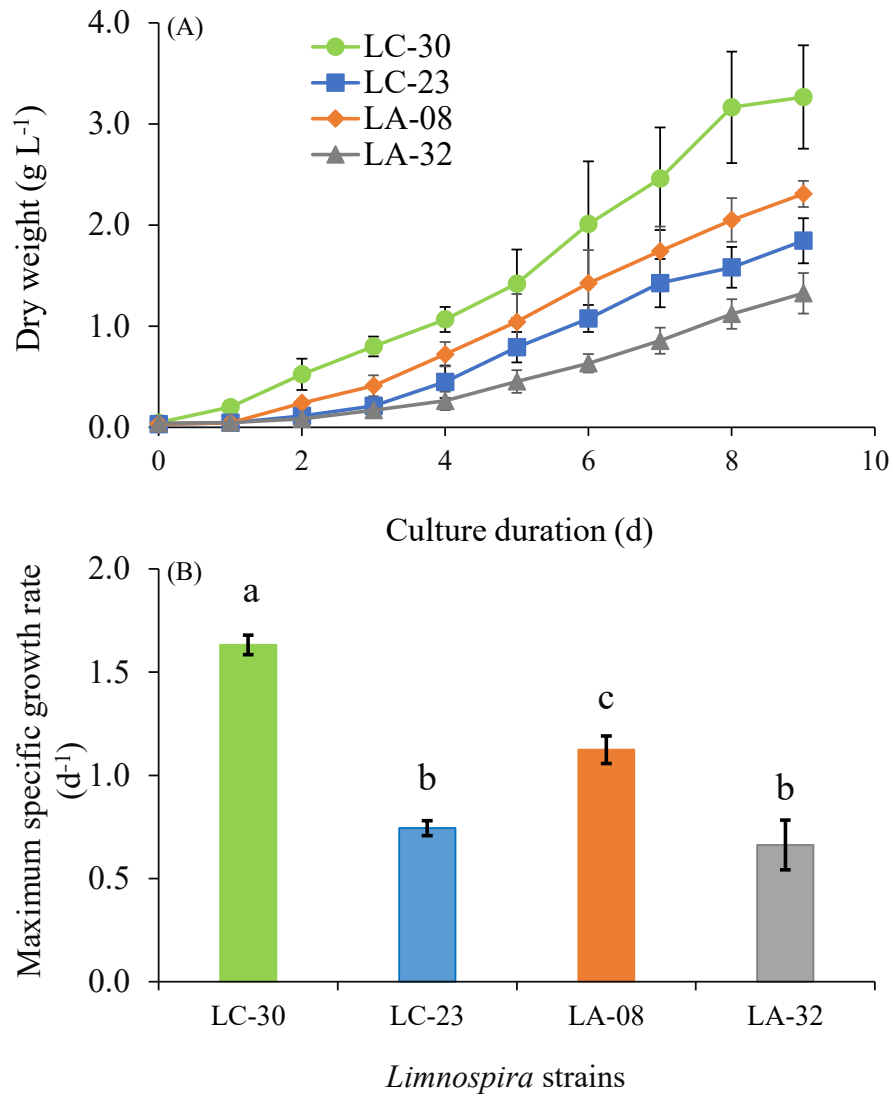 (A)
LC-30
LC-23
LA-08
LA-32
4.0
3.0
2.0
1.0
0.0
Dry weight (g L⁻¹)
0 2 4 6 8 10
Culture duration (d)
(B)
2.0
1.5
1.0
0.5
0.0
Maximum specific growth rate
(d⁻¹)
a
b
c
b
LC-30 LC-23 LA-08 LA-32
Limnospira strains